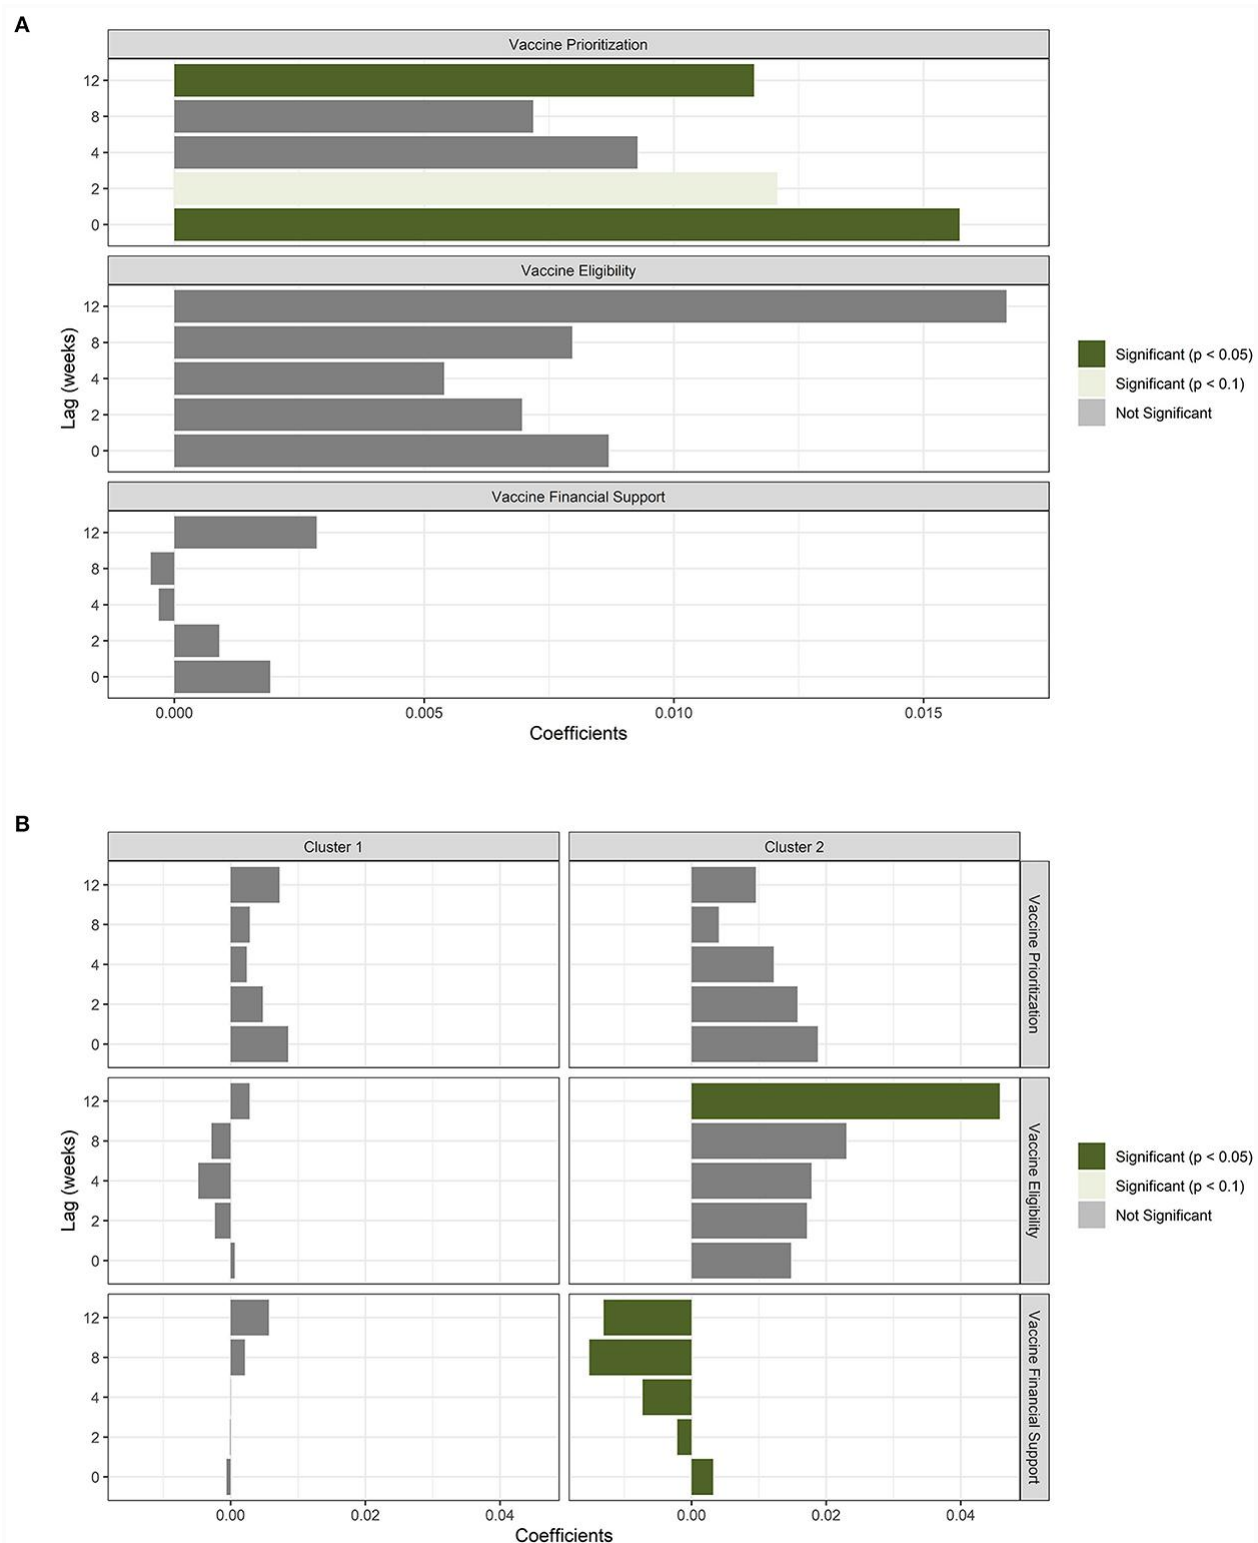 A
Vaccine Prioritization
12
8
4
2
0
Vaccine Eligibility
12
8
4
2
0
Vaccine Financial Support
12
8
4
2
0
Lag (weeks)
0.000 0.005 0.010 0.015
Coefficients
Significant (p < 0.05)
Significant (p < 0.1)
Not Significant
B
Cluster 1 Cluster 2
12
8
4
2
0
Vaccine Prioritization
12
8
4
2
0
Vaccine Eligibility
12
8
4
2
0
Vaccine Financial Support
Lag (weeks)
0.00 0.02 0.04 0.00 0.02 0.04
Coefficients
Significant (p < 0.05)
Significant (p < 0.1)
Not Significant